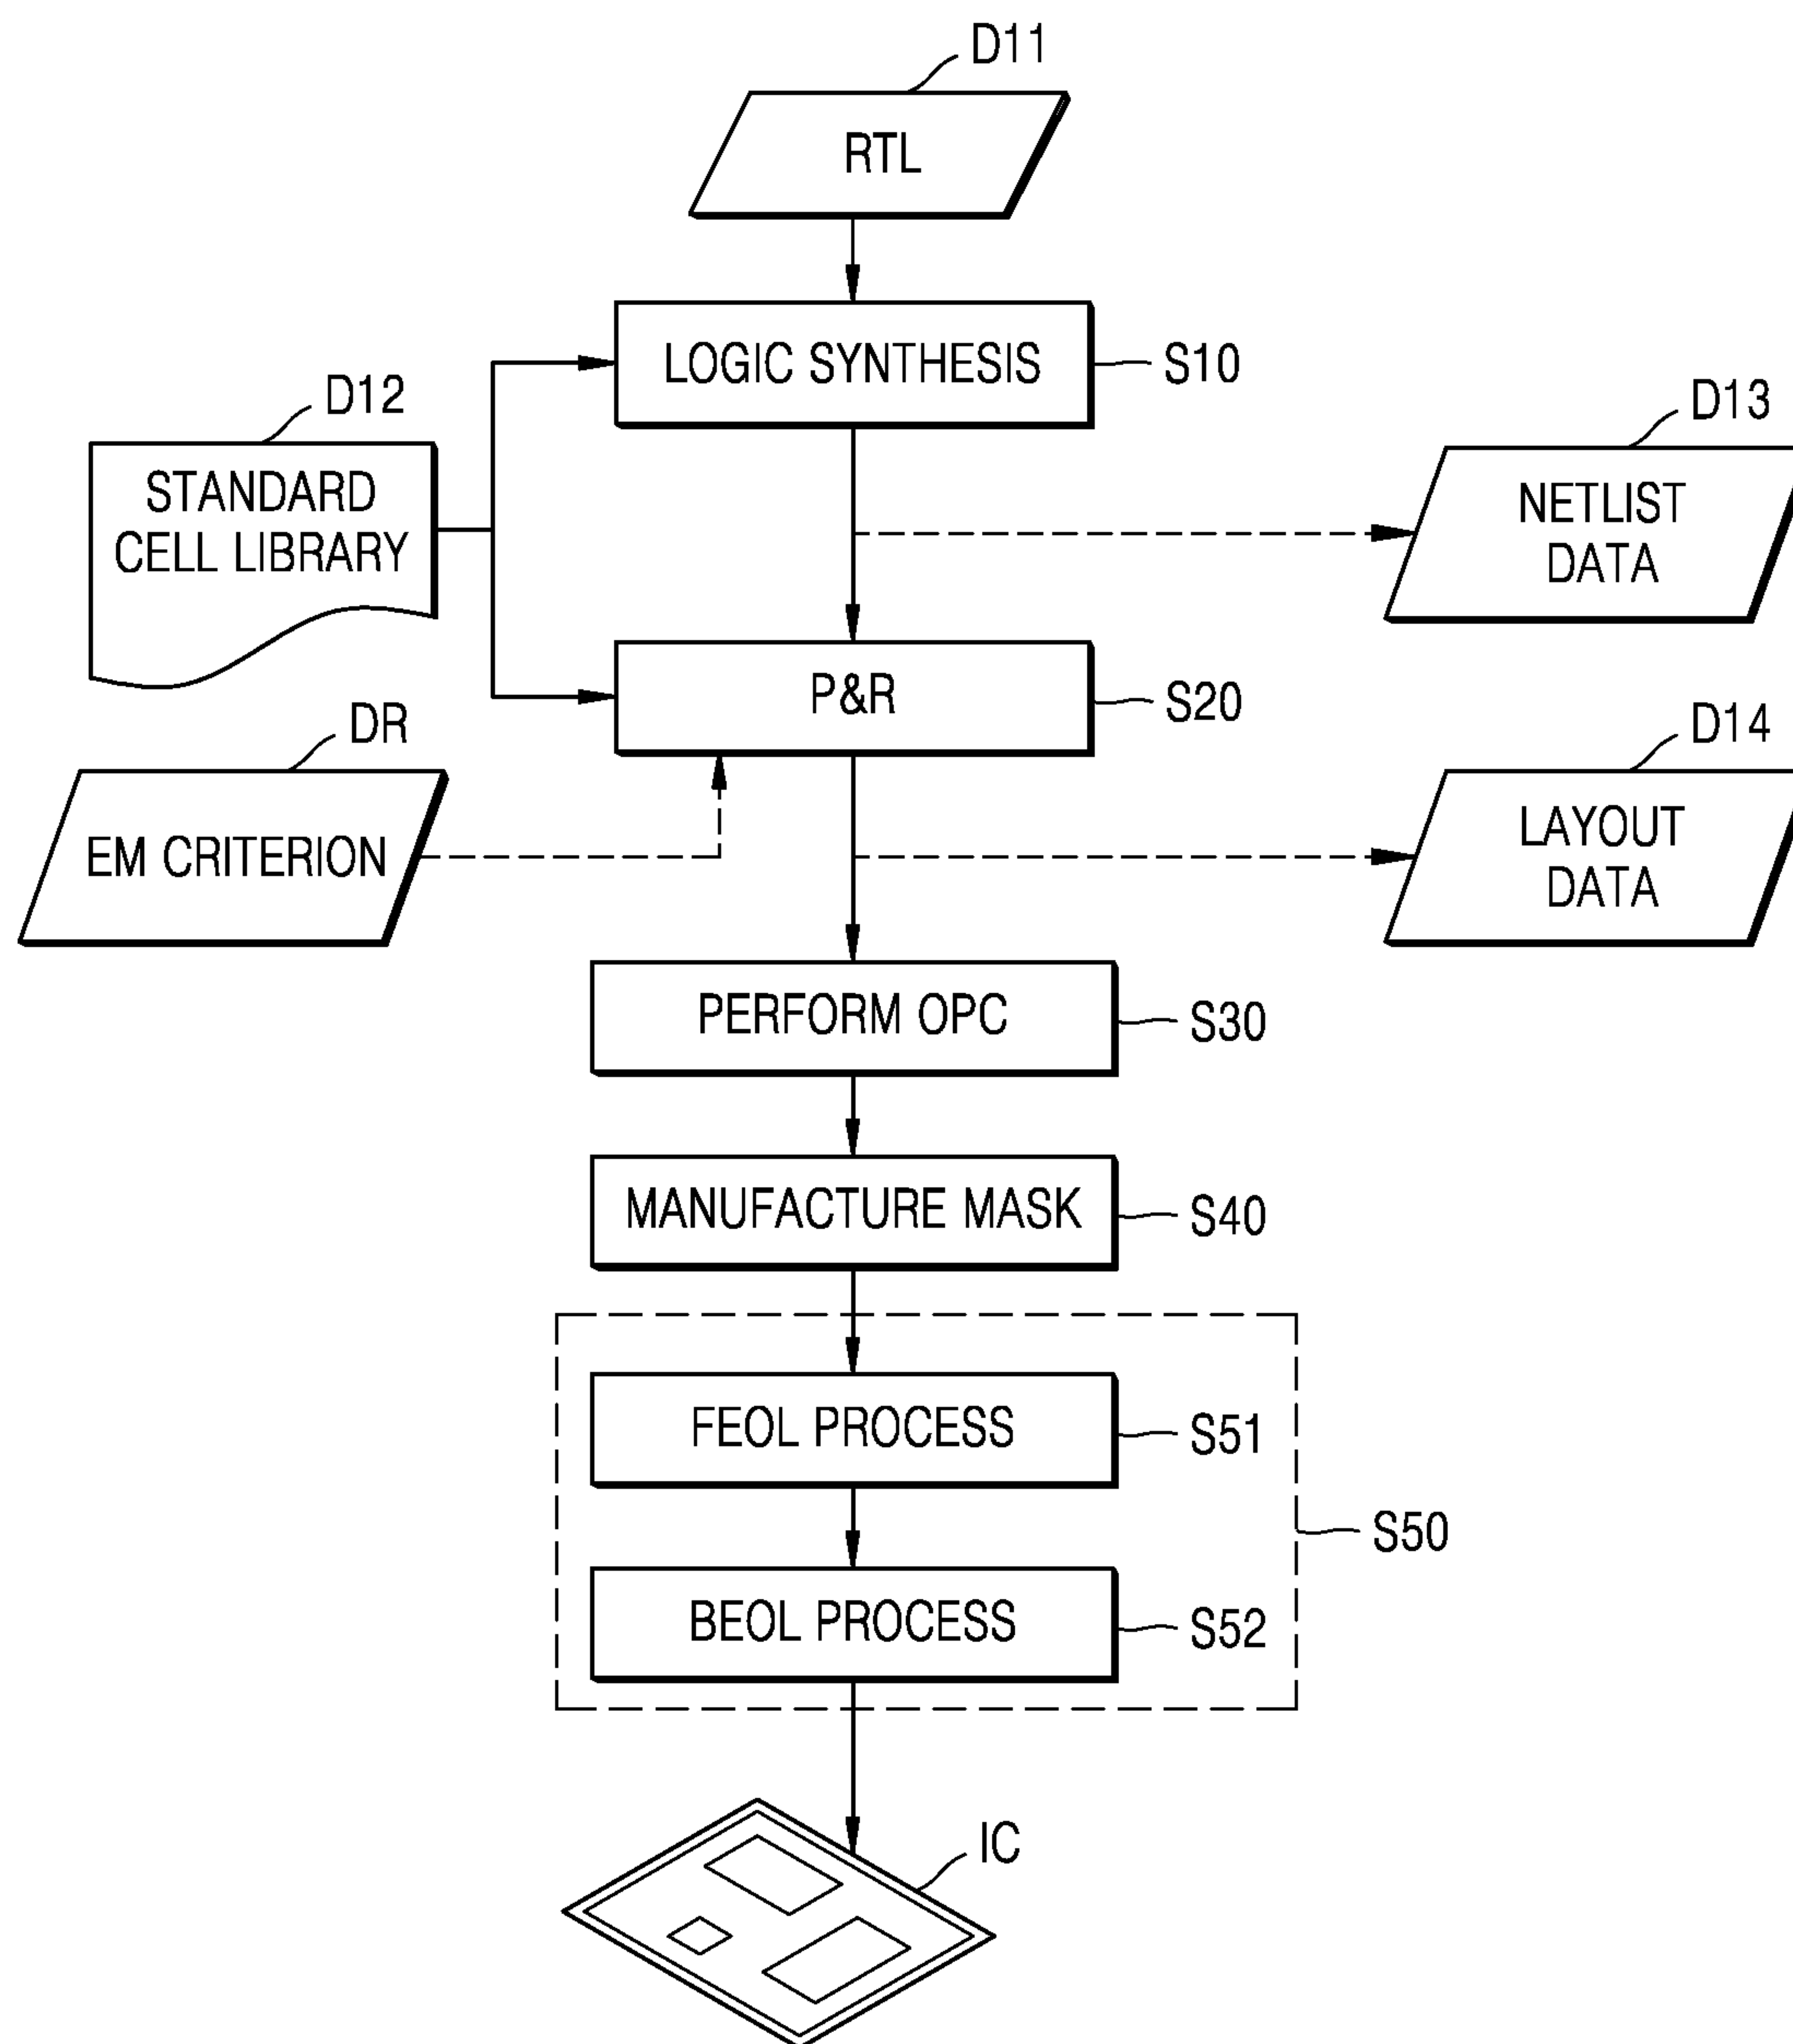 D11
RTL
LOGIC SYNTHESIS
S10
D12
STANDARD
CELL LIBRARY
D13
NETLIST
DATA
P&R
S20
DR
EM CRITERION
D14
LAYOUT
DATA
PERFORM OPC
S30
MANUFACTURE MASK
S40
FEOL PROCESS
S51
S50
BEOL PROCESS
S52
IC